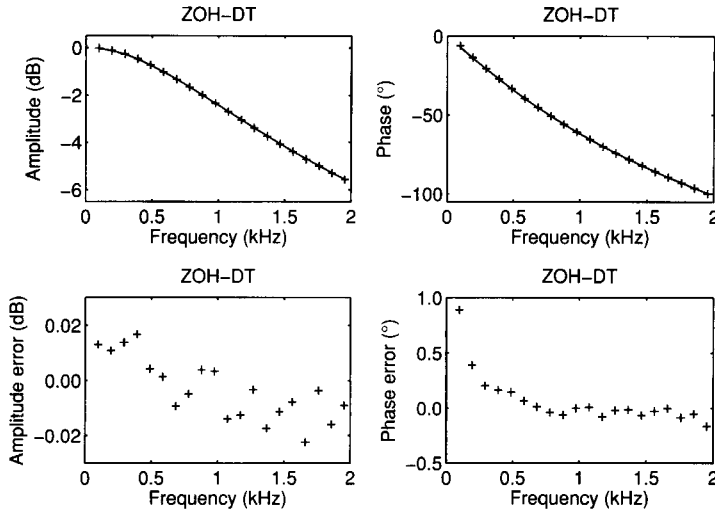 ZOH−DT
Amplitude (dB)
0
−2
−4
−6
0 0.5 1 1.5 2
Frequency (kHz)
ZOH−DT
Phase (°)
0
−50
−100
0 0.5 1 1.5 2
Frequency (kHz)
ZOH−DT
Amplitude error (dB)
0.02
0.00
−0.02
0 0.5 1 1.5 2
Frequency (kHz)
ZOH−DT
Phase error (°)
1.0
0.5
0.0
−0.5
0 0.5 1 1.5 2
Frequency (kHz)